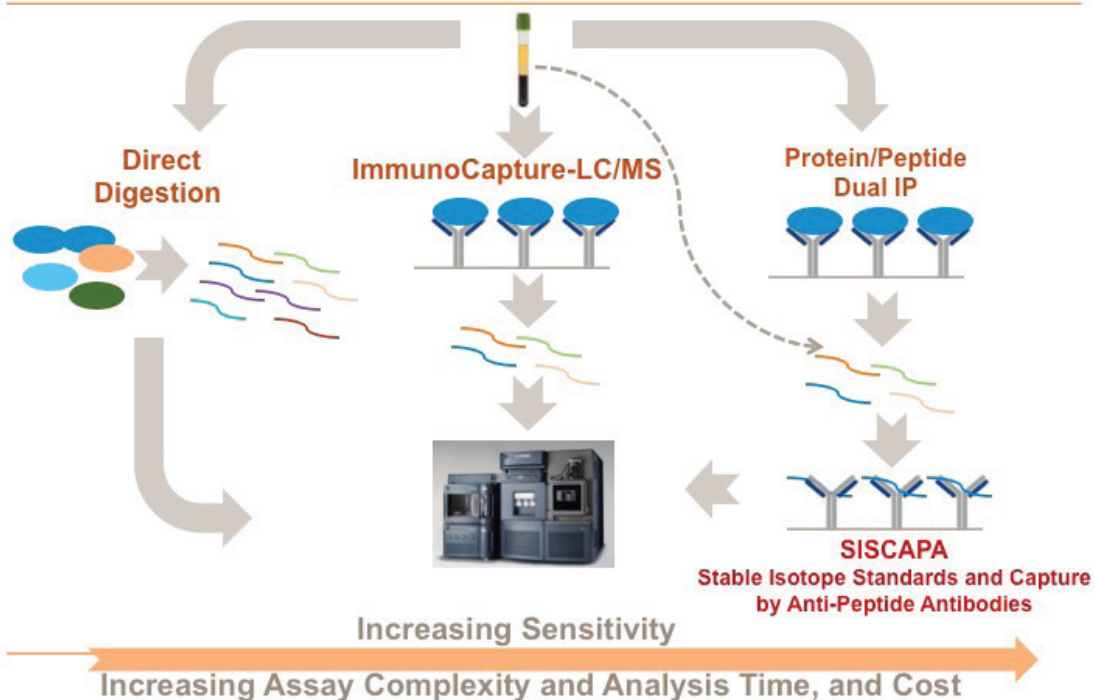 Direct
Digestion
ImmunoCapture-LC/MS
Protein/Peptide
Dual IP
SISCAPA
Stable Isotope Standards and Capture
by Anti-Peptide Antibodies
Increasing Sensitivity
Increasing Assay Complexity and Analysis Time, and Cost